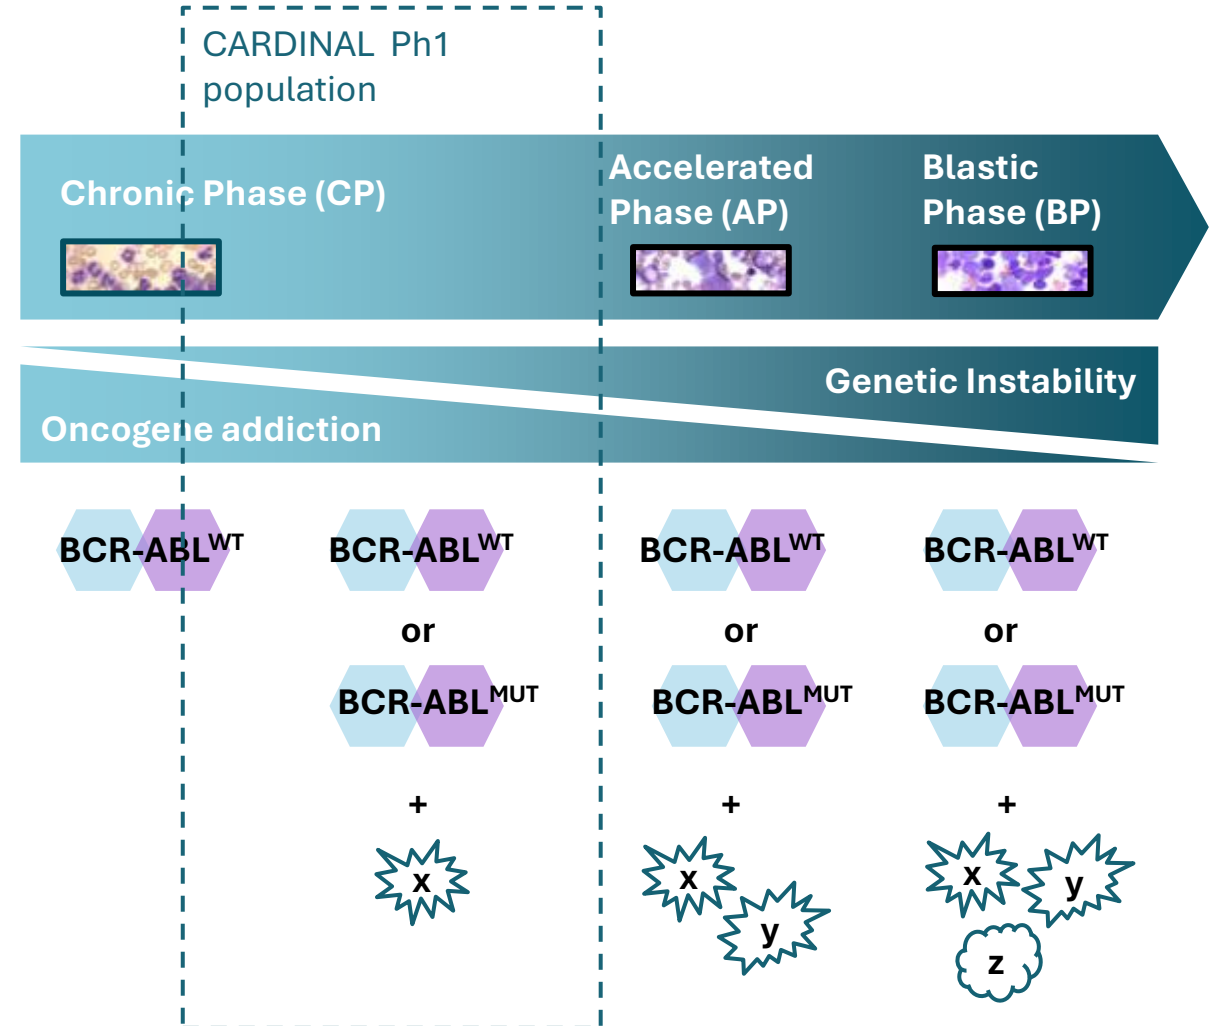 CARDINAL Ph1
population
Chronic Phase (CP)
Accelerated
Phase (AP)
Blastic
Phase (BP)
Genetic Instability
Oncogene addiction
BCR-ABLᵂᵀ
BCR-ABLᵂᵀ
BCR-ABLᵂᵀ
BCR-ABLᵂᵀ
or
or
or
BCR-ABLᴹᵁᵀ
BCR-ABLᴹᵁᵀ
BCR-ABLᴹᵁᵀ
+
+
+
x
x
y
x
y
z